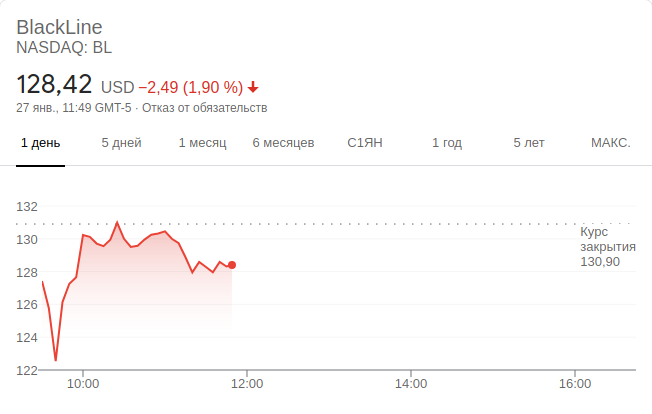 BlackLine
NASDAQ: BL
128,42 USD −2,49 (1,90 %)
27 янв., 11:49 GMT-5 · Отказ от обязательств
1 день 5 дней 1 месяц 6 месяцев С1ЯН 1 год 5 лет МАКС.
132
130
128
126
124
122
Курс
закрытия
130,90
10:00 12:00 14:00 16:00